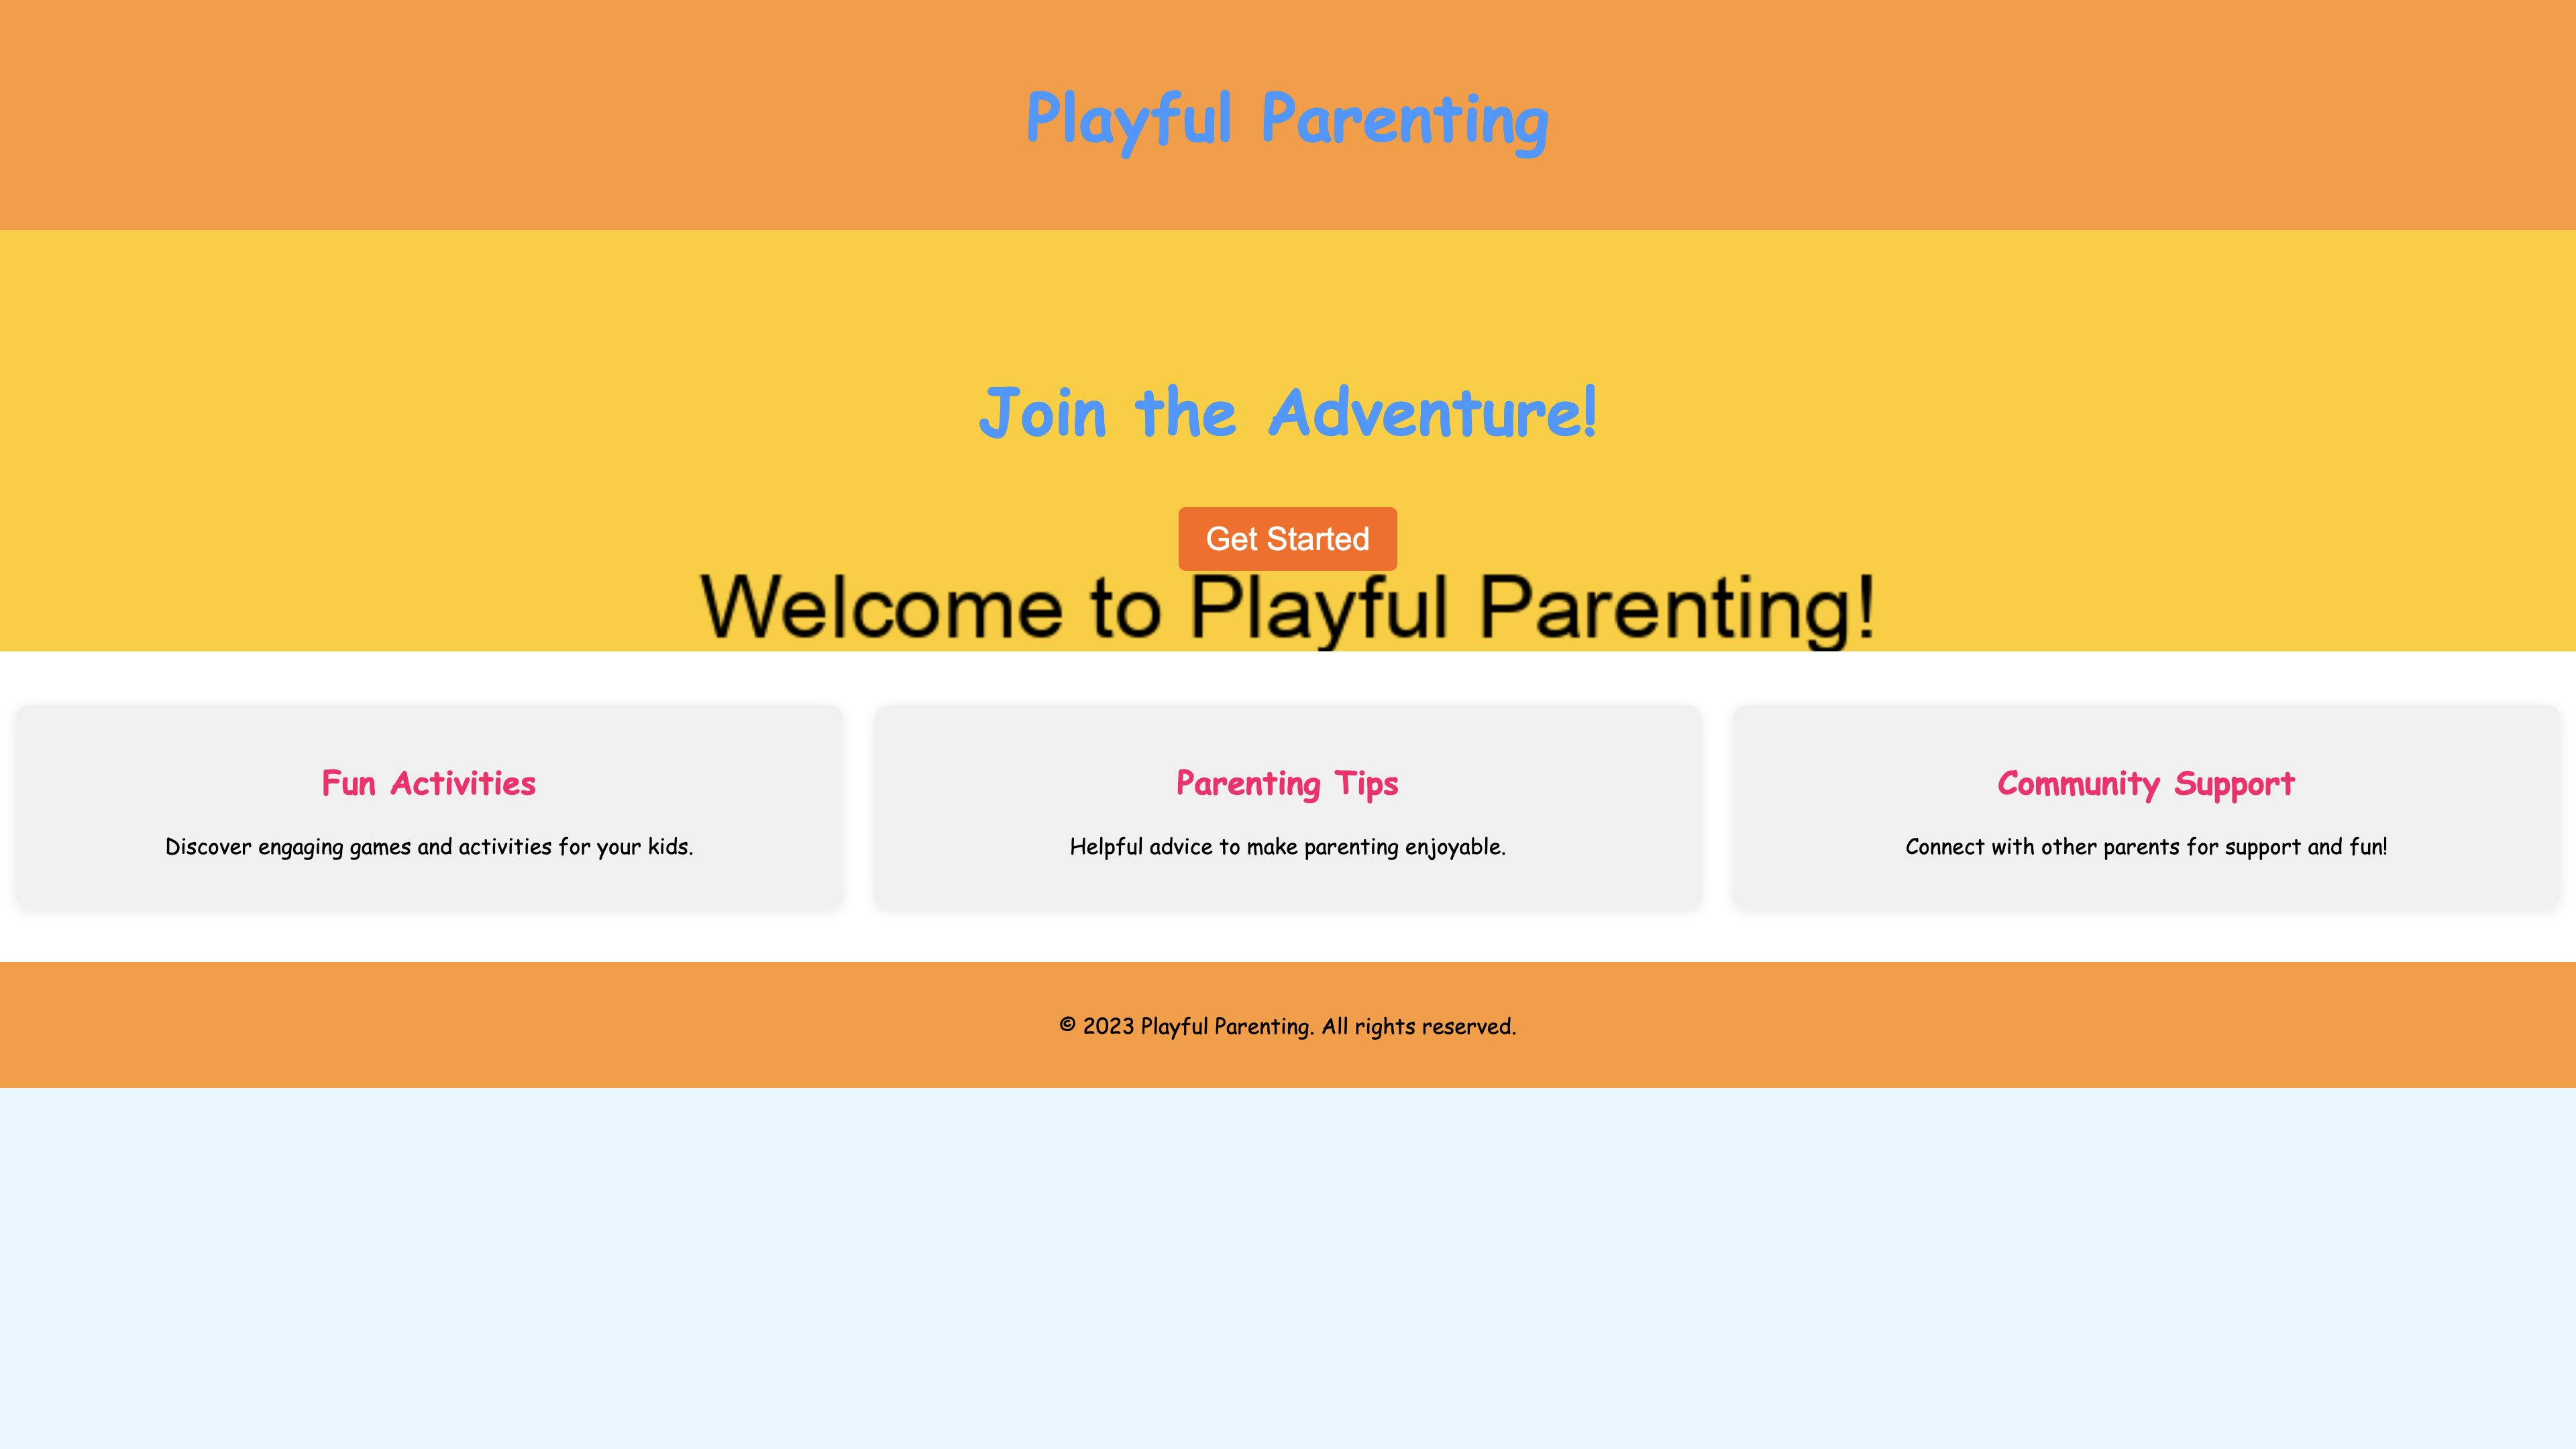 Playful Parenting
Join the Adventure!
Get Started
Welcome to Playful Parenting!
Fun Activities
Discover engaging games and activities for your kids.
Parenting Tips
Helpful advice to make parenting enjoyable.
Community Support
Connect with other parents for support and fun!
© 2023 Playful Parenting. All rights reserved.